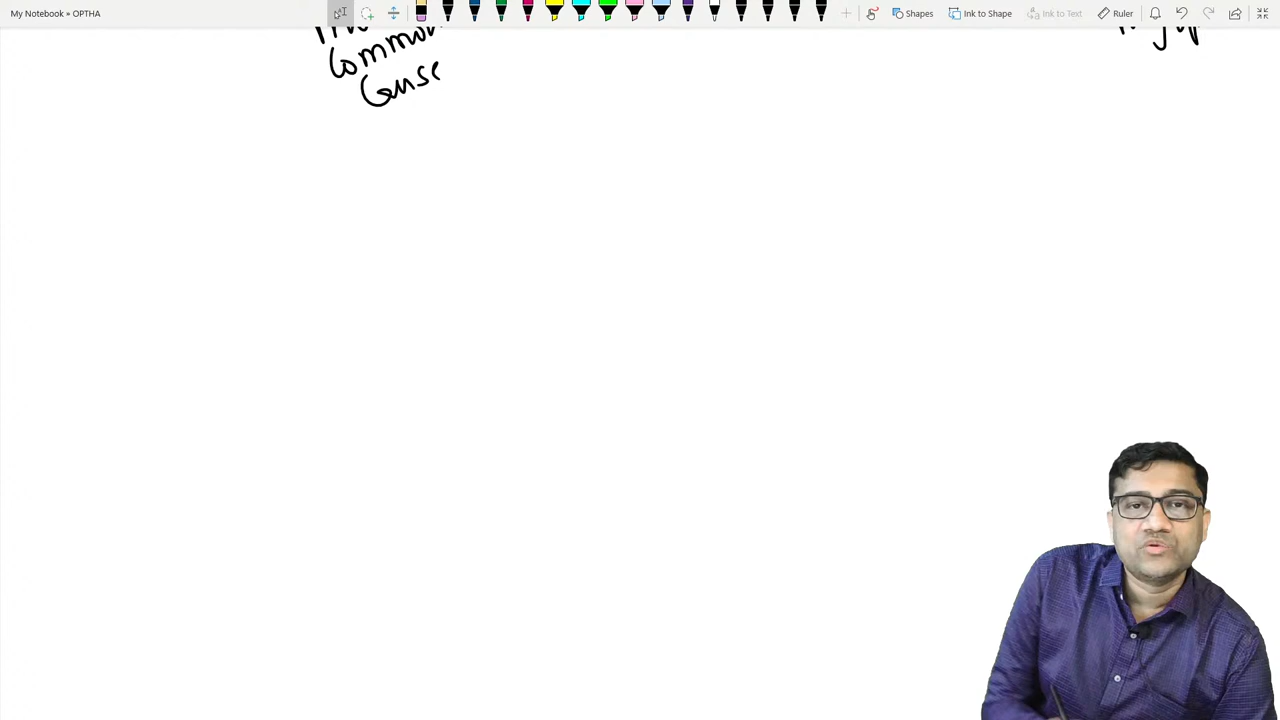 My Notebook » OPTHA
Shapes
Ink to Shape
Ink to Text
Ruler
Common
Cause